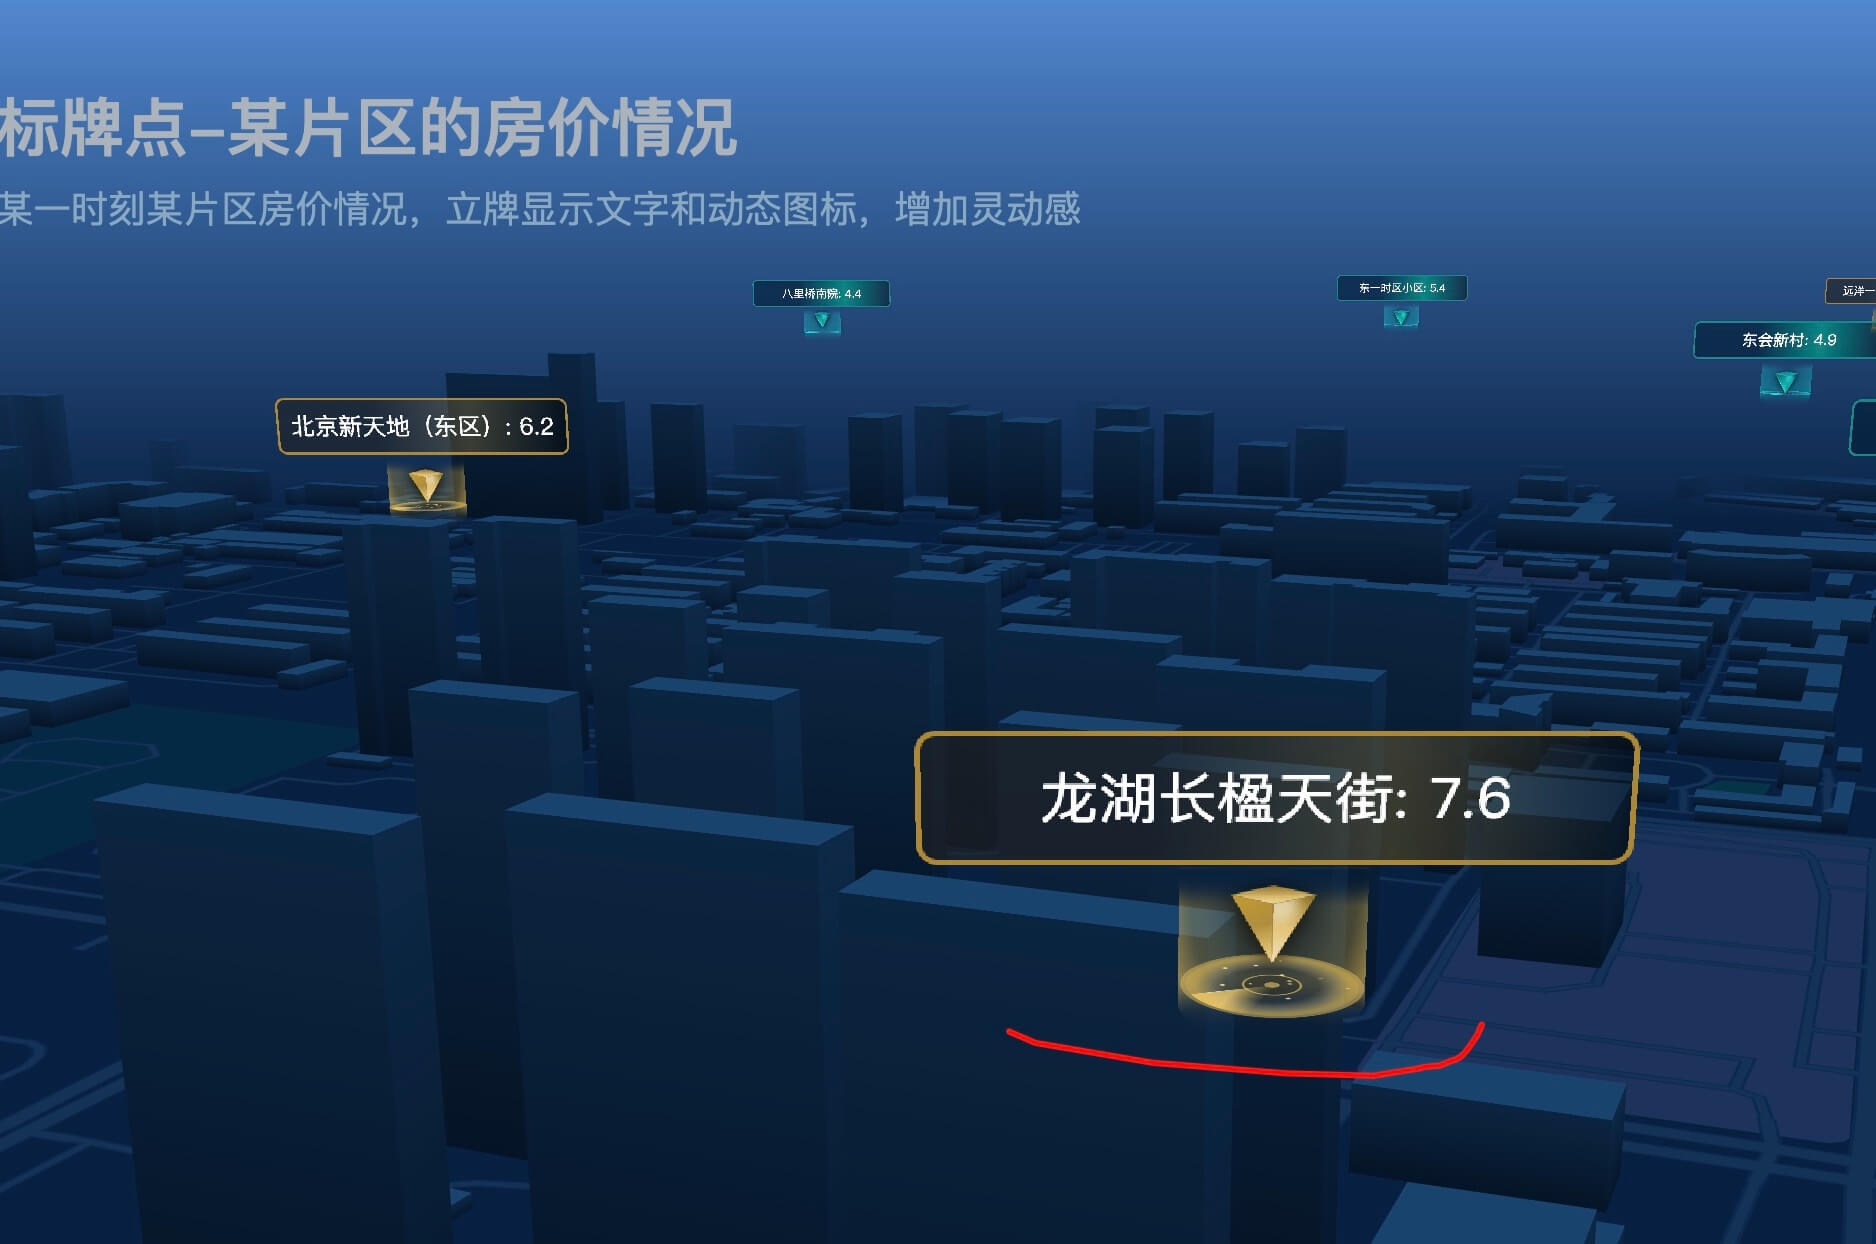 标牌点–某片区的房价情况
某一时刻某片区房价情况，立牌显示文字和动态图标，增加灵动感
八里桥南院: 4.4
东一时区小区: 5.4
远洋一
东会新村: 4.9
北京新天地（东区）: 6.2
龙湖长楹天街: 7.6